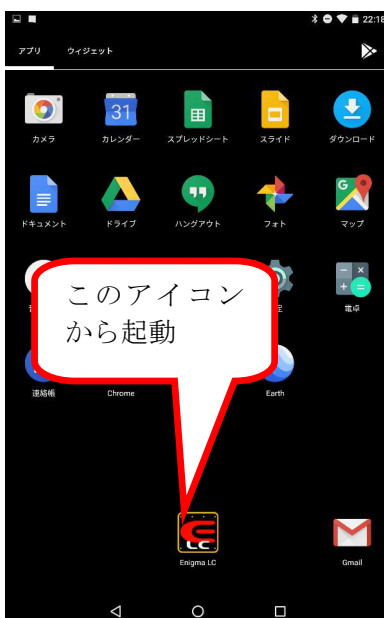 22:18
アプリ ウィジェット
31
カメラ カレンダー スプレッドシート スライド ダウンロード
G
ドキュメント ドライブ ハングアウト フォト マップ
このアイコン
から起動
電卓
連絡帳 Chrome Earth
LC
Enigma LC Gmail